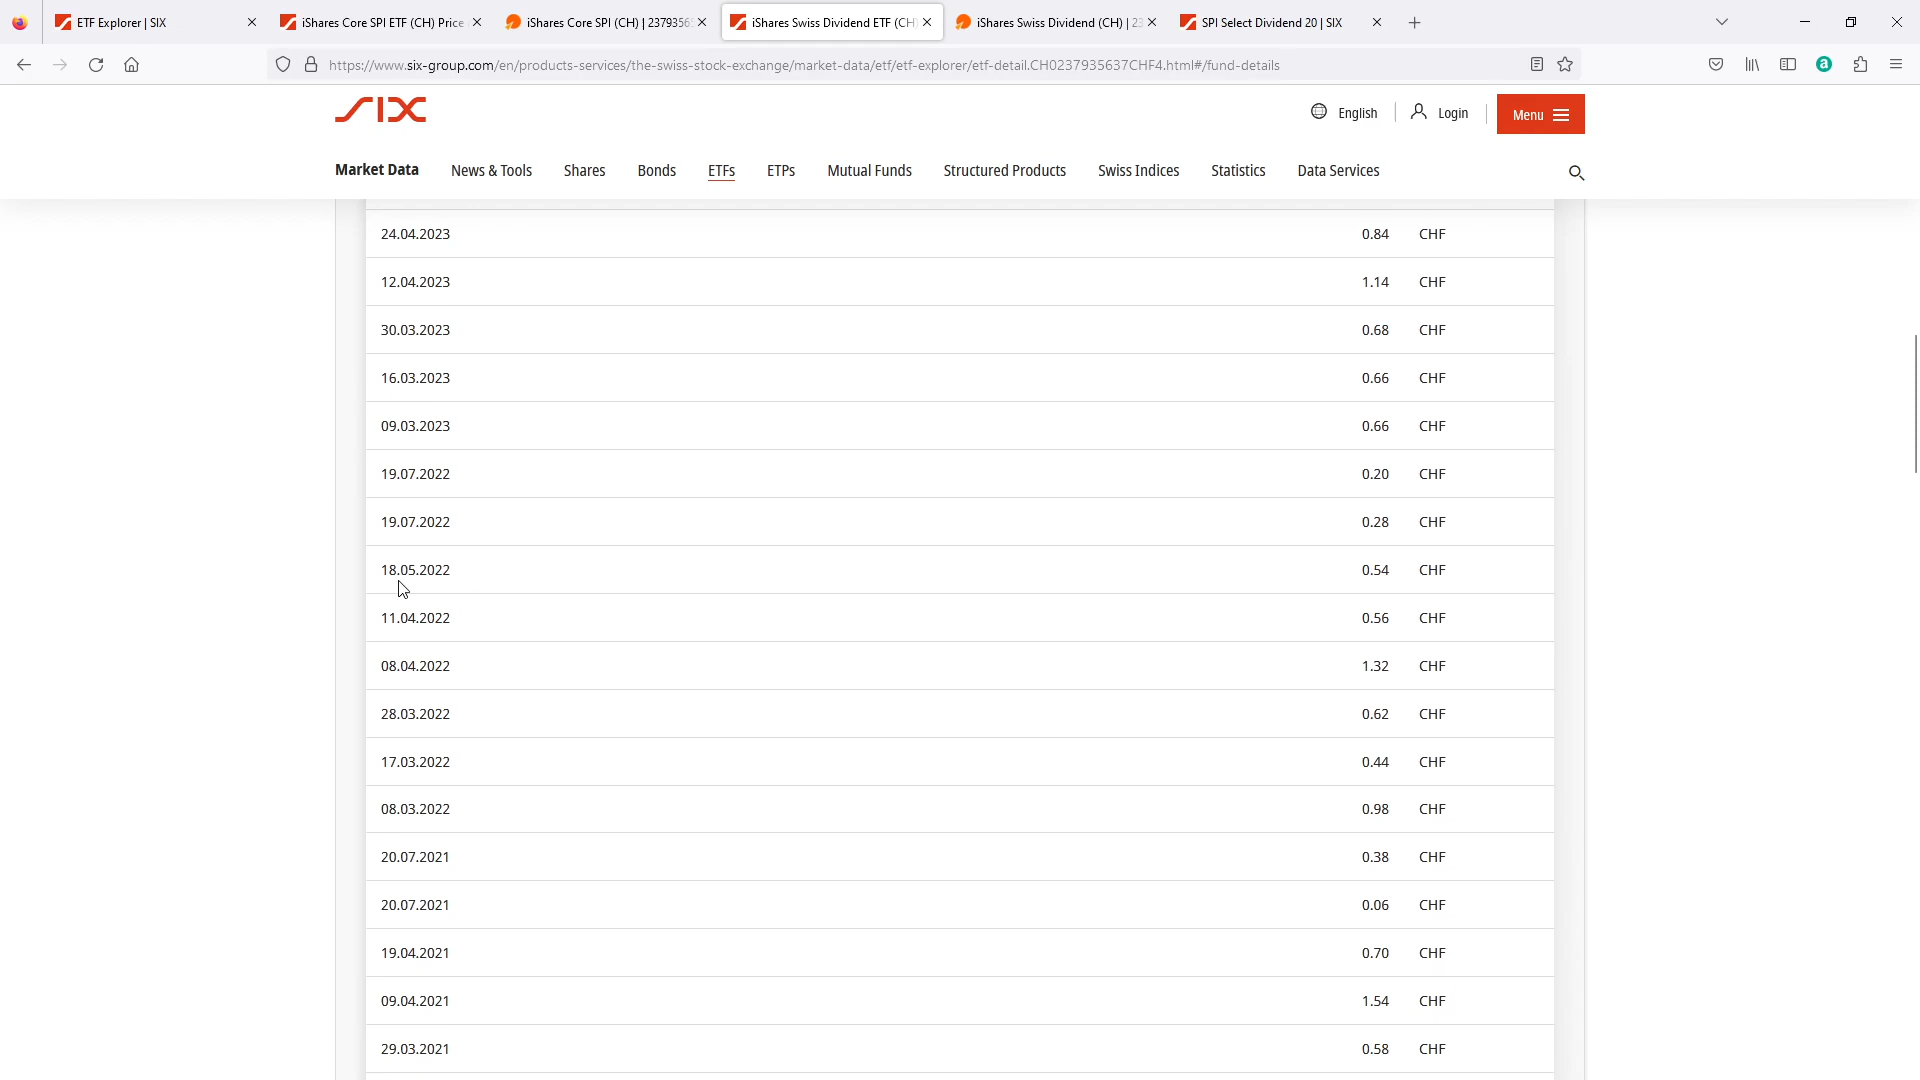 ETF Explorer | SIX
iShares Core SPI ETF (CH) Price
iShares Core SPI (CH) | 2379356
iShares Swiss Dividend ETF (CH
iShares Swiss Dividend (CH) | 23
SPI Select Dividend 20 | SIX
https://www.six-group.com/en/products-services/the-swiss-stock-exchange/market-data/etf/etf-explorer/etf-detail.CH0237935637CHF4.html#/fund-details
SIX
English
Login
Menu
Market Data
News & Tools
Shares
Bonds
ETFs
ETPs
Mutual Funds
Structured Products
Swiss Indices
Statistics
Data Services
24.04.2023 0.84 CHF
12.04.2023 1.14 CHF
30.03.2023 0.68 CHF
16.03.2023 0.66 CHF
09.03.2023 0.66 CHF
19.07.2022 0.20 CHF
19.07.2022 0.28 CHF
18.05.2022 0.54 CHF
11.04.2022 0.56 CHF
08.04.2022 1.32 CHF
28.03.2022 0.62 CHF
17.03.2022 0.44 CHF
08.03.2022 0.98 CHF
20.07.2021 0.38 CHF
20.07.2021 0.06 CHF
19.04.2021 0.70 CHF
09.04.2021 1.54 CHF
29.03.2021 0.58 CHF